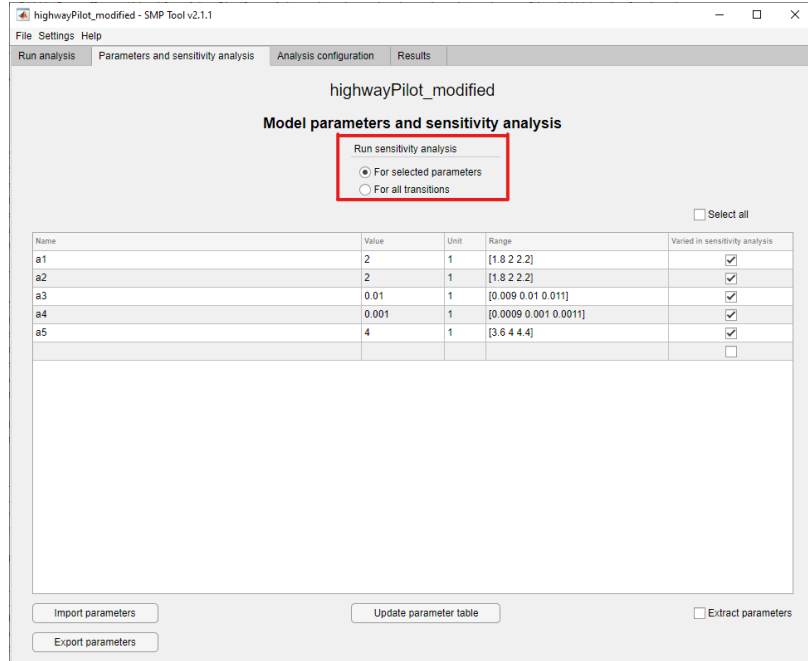 highwayPilot_modified - SMP Tool v2.1.1
File Settings Help
Run analysis Parameters and sensitivity analysis Analysis configuration Results
highwayPilot_modified
Model parameters and sensitivity analysis
Run sensitivity analysis
For selected parameters
For all transitions
Select all
Name Value Unit Range Varied in sensitivity analysis
a1 2 1 [1.8 2 2.2]
a2 2 1 [1.8 2 2.2]
a3 0.01 1 [0.009 0.01 0.011]
a4 0.001 1 [0.0009 0.001 0.0011]
a5 4 1 [3.6 4 4.4]
Import parameters Update parameter table Extract parameters
Export parameters